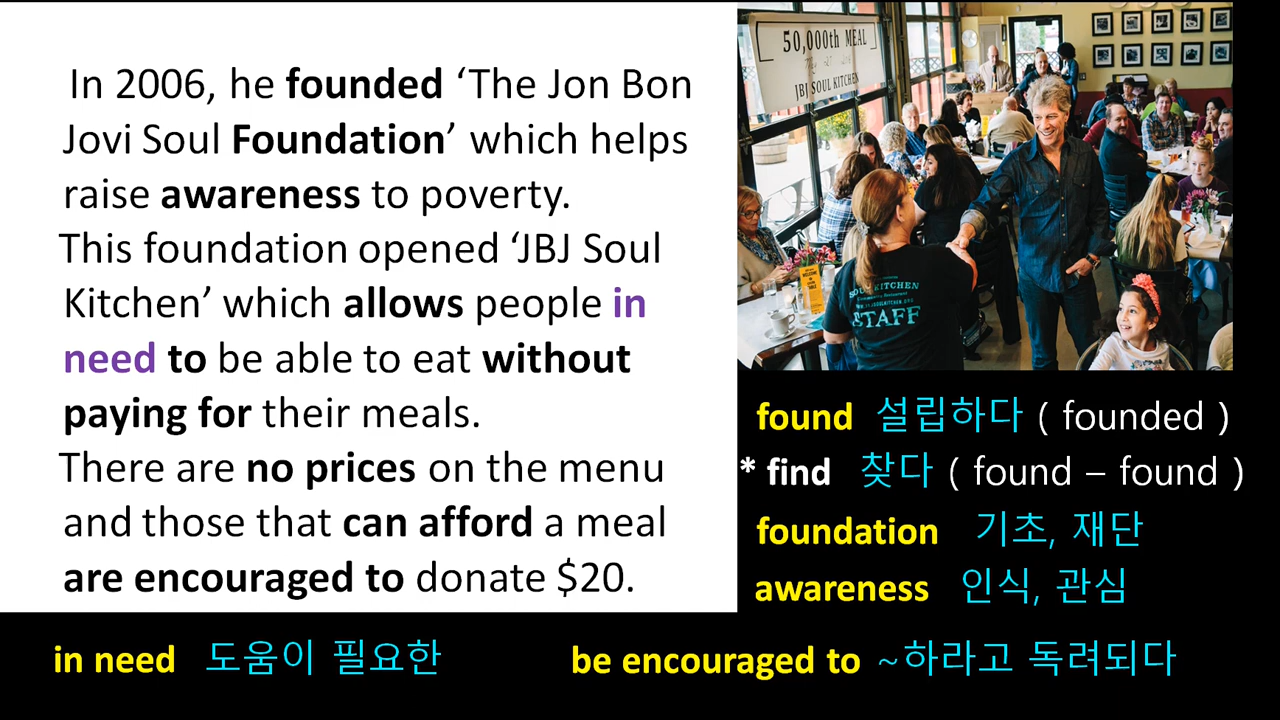 In 2006, he founded ‘The Jon Bon
Jovi Soul Foundation’ which helps
raise awareness to poverty.
This foundation opened ‘JBJ Soul
Kitchen’ which allows people in
need to be able to eat without
paying for their meals.
There are no prices on the menu
and those that can afford a meal
are encouraged to donate $20.
50,000th MEAL
JBJ SOUL KITCHEN
SOUL KITCHEN
STAFF
found 설립하다 ( founded )
* find 찾다 ( found – found )
foundation 기초, 재단
awareness 인식, 관심
in need 도움이 필요한
be encouraged to ~하라고 독려되다